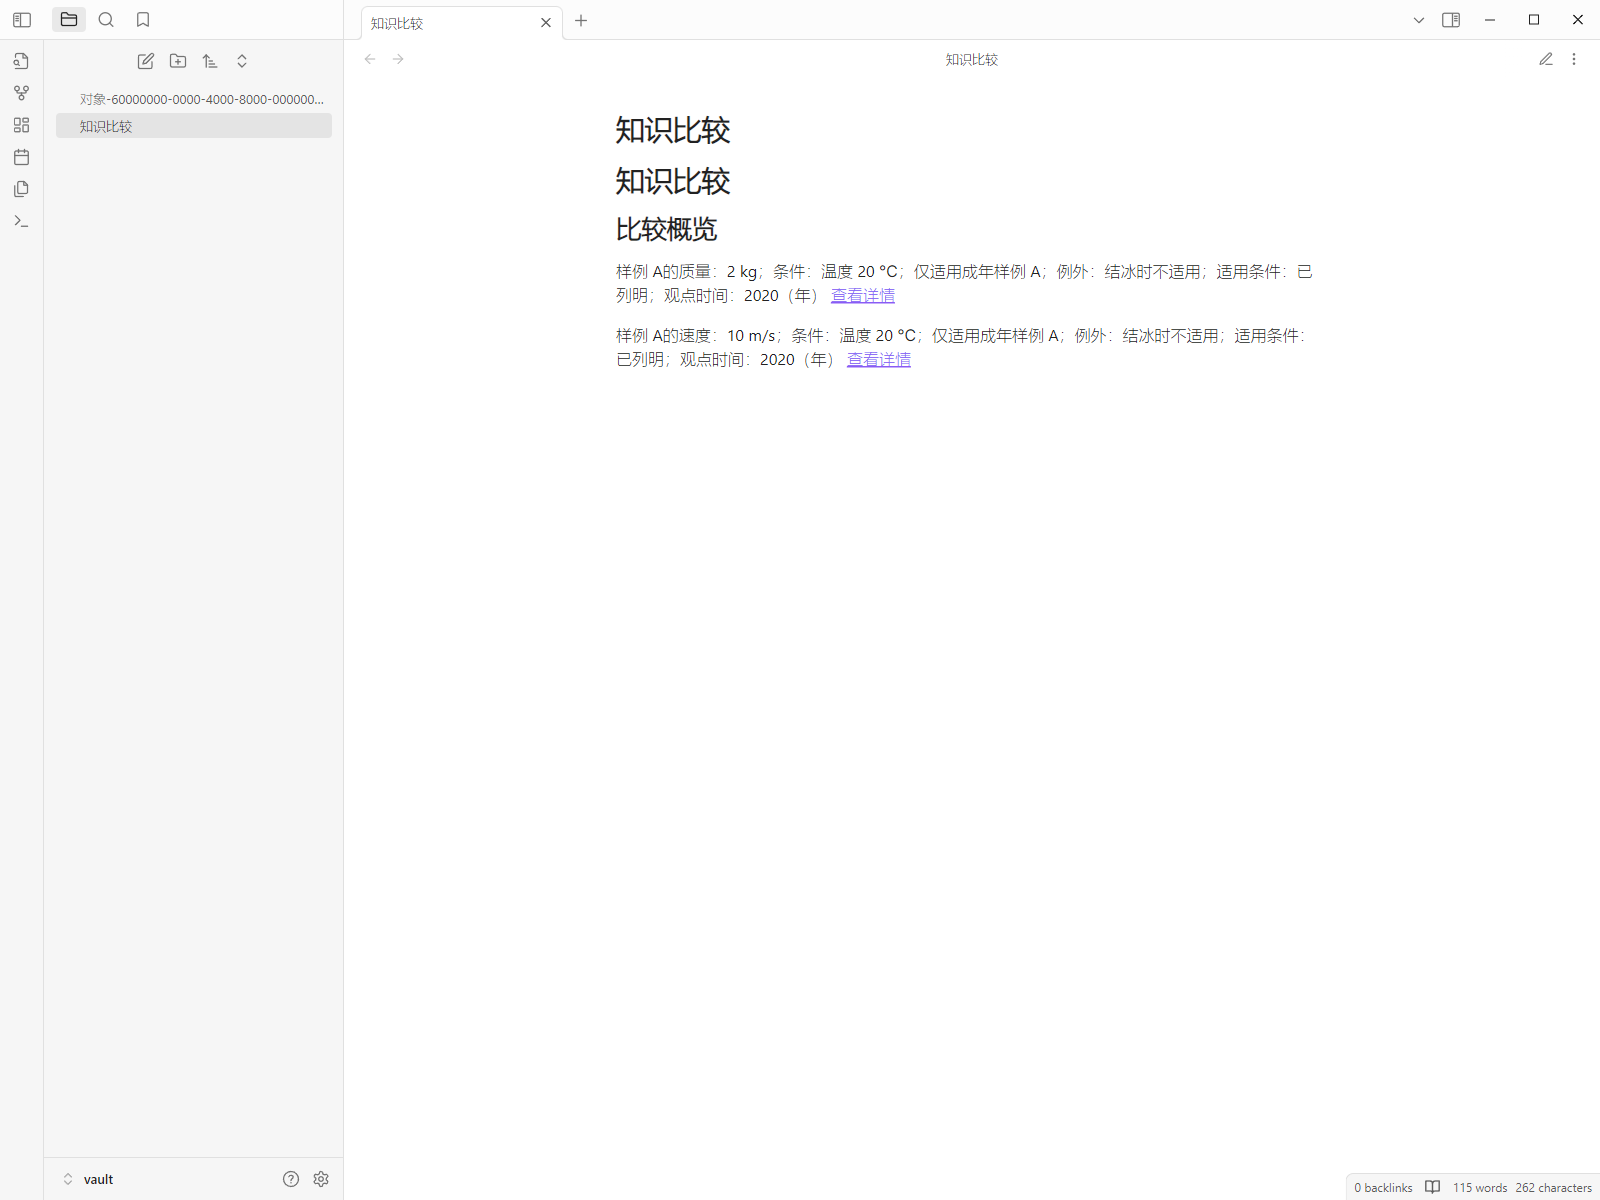 知识比较
知识比较
对象-60000000-0000-4000-8000-000000...
知识比较
知识比较
知识比较
比较概览
样例 A的质量：2 kg；条件：温度 20 °C；仅适用成年样例 A；例外：结冰时不适用；适用条件：已
列明；观点时间：2020（年） 查看详情
样例 A的速度：10 m/s；条件：温度 20 °C；仅适用成年样例 A；例外：结冰时不适用；适用条件：
已列明；观点时间：2020（年） 查看详情
vault
0 backlinks 115 words 262 characters